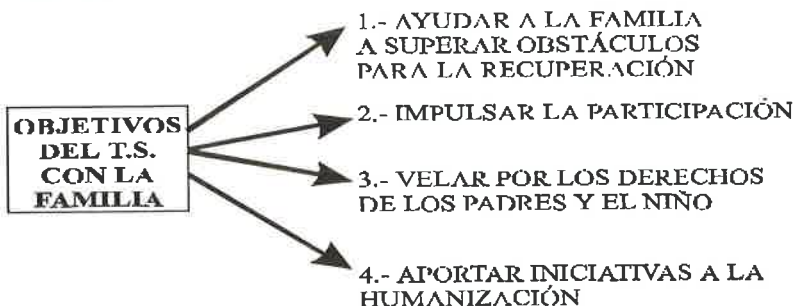 OBJETIVOS
DEL T.S.
CON LA
FAMILIA
1.- AYUDAR A LA FAMILIA
A SUPERAR OBSTÁCULOS
PARA LA RECUPERACIÓN
2.- IMPULSAR LA PARTICIPACIÓN
3.- VELAR POR LOS DERECHOS
DE LOS PADRES Y EL NIÑO
4.- APORTAR INICIATIVAS A LA
HUMANIZACIÓN